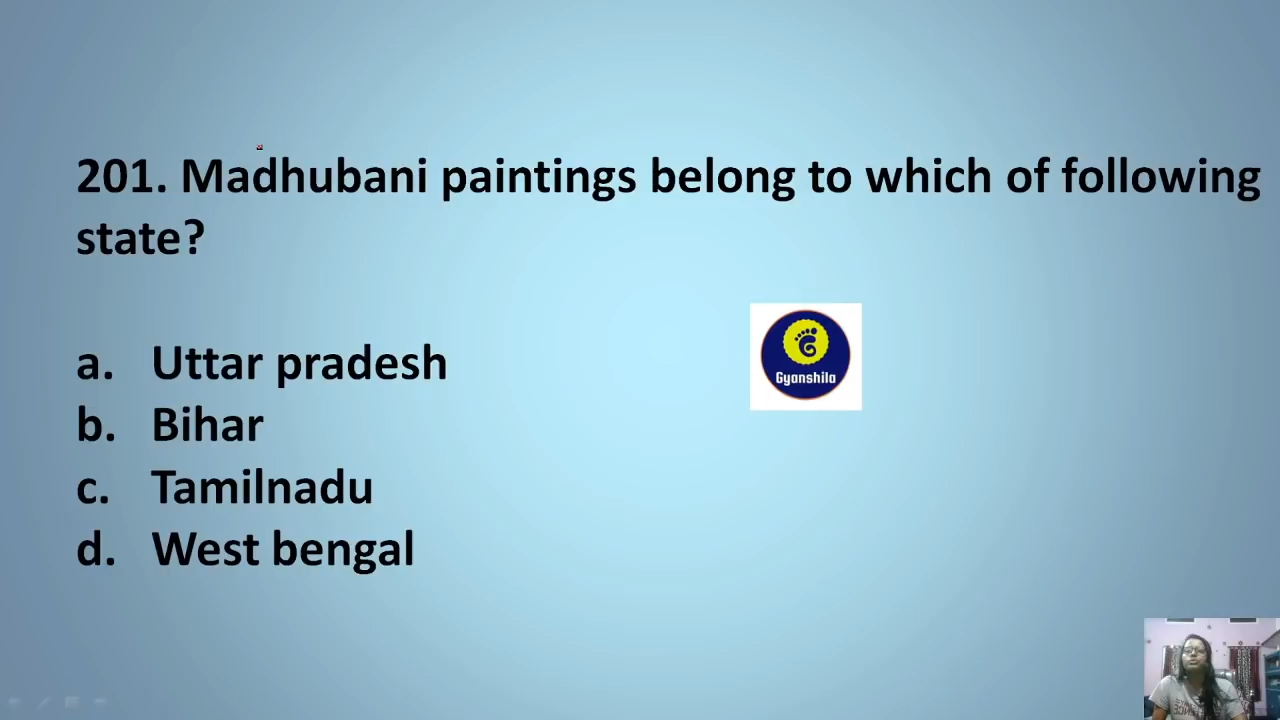 201. Madhubani paintings belong to which of following
state?
a. Uttar pradesh
b. Bihar
Gyanshila
c. Tamilnadu
d. West bengal